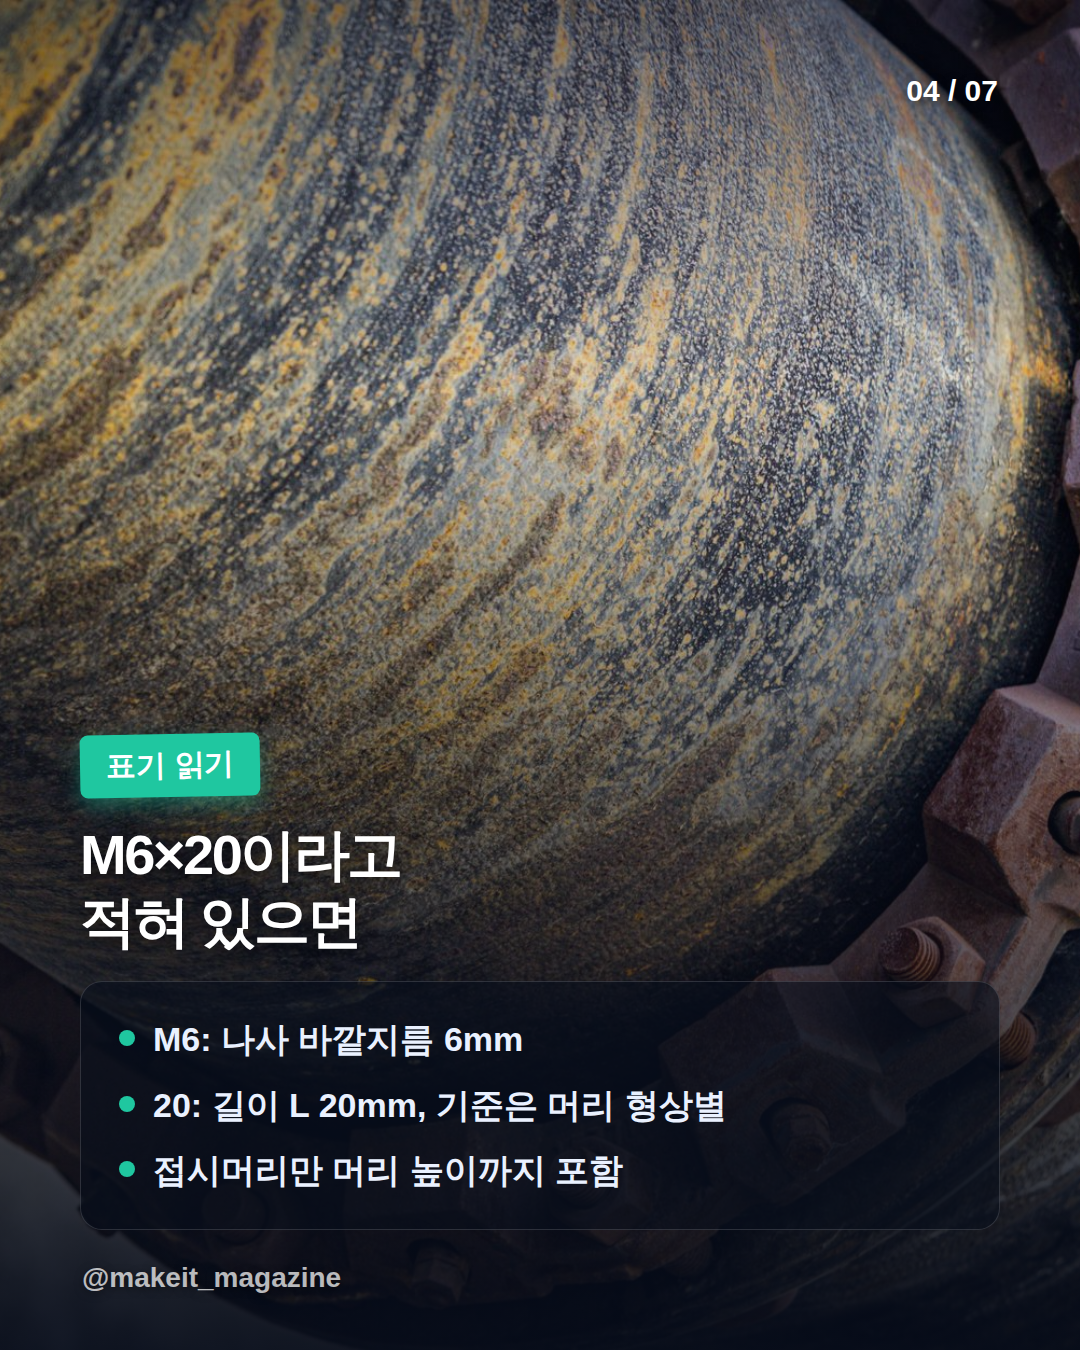 04 / 07
표기 읽기
M6×20이라고
적혀 있으면
M6: 나사 바깥지름 6mm
20: 길이 L 20mm, 기준은 머리 형상별
접시머리만 머리 높이까지 포함
@makeit_magazine